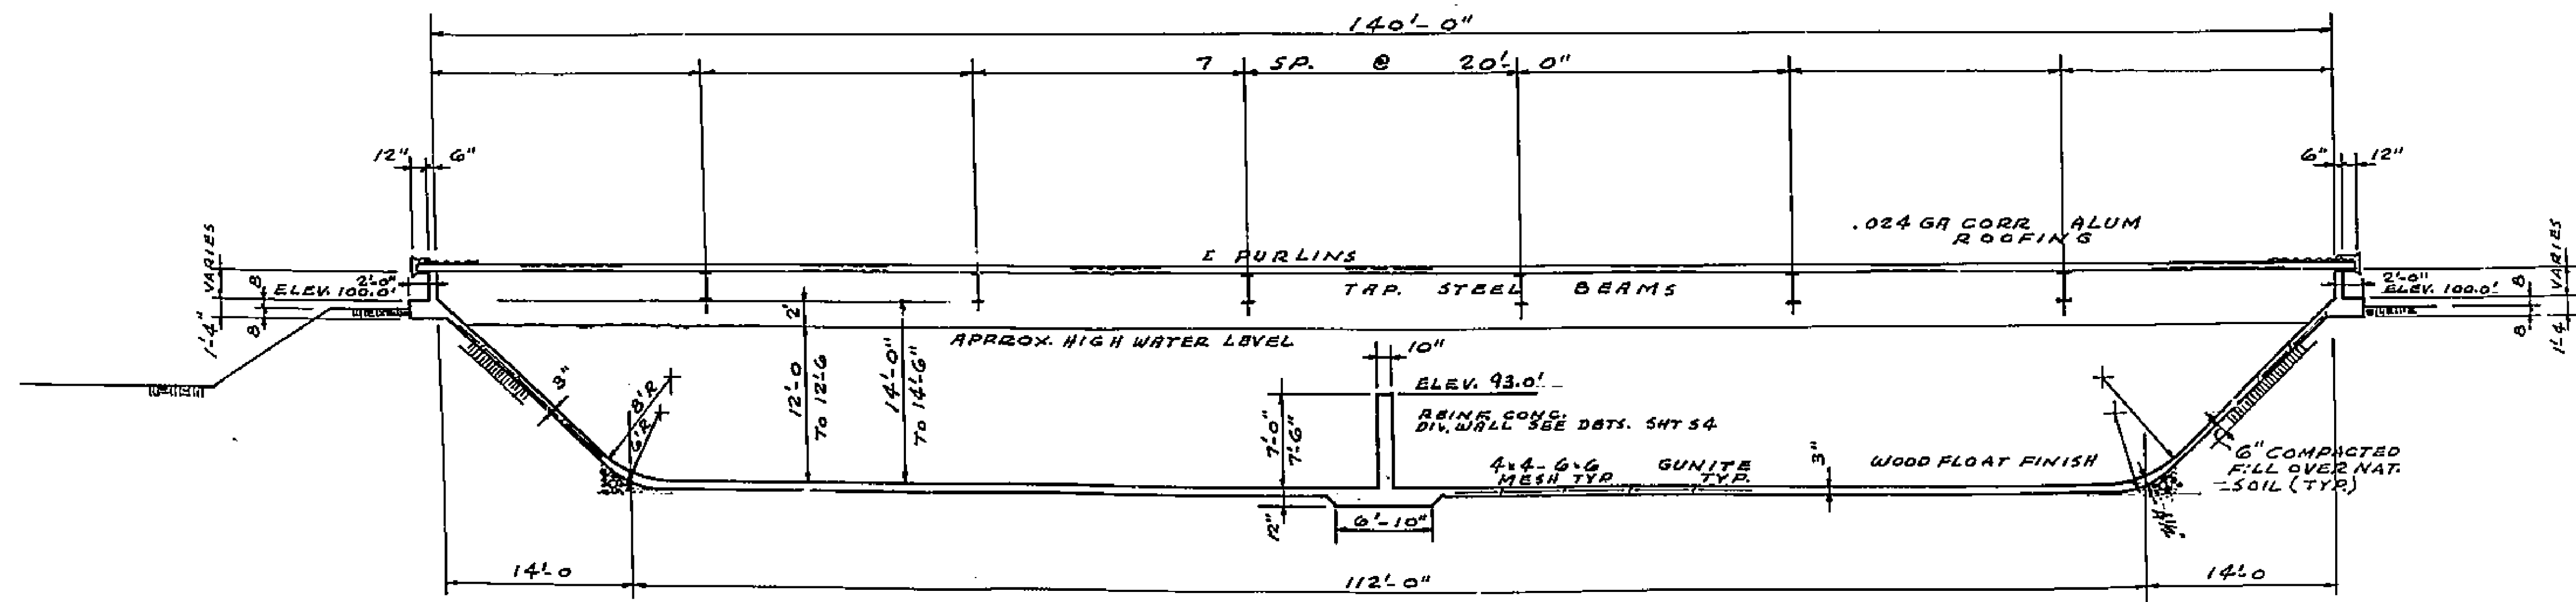 140'-0"
7 SP. @ 20'-0"
12"
6"
6"
12"
.024 GA CORR ALUM
ROOFING
VARIES
8
2'-0"
ELEV. 100.0'
8
1'-4"
I PURLINS
TAP. STEEL BEAMS
2'-0"
ELEV. 100.0'
8
VARIES
8
1'-4
2'
APPROX. HIGH WATER LEVEL
10"
ELEV. 93.0'
3"
8'R
6'R
12'-0
TO 12'-6
14'-0"
TO 14'-6"
7'-0"
7'-6"
REINF. CONC.
DIV. WALL SEE DETS. SHT S4
4x4-6x6
MESH TYP.
GUNITE
TYP.
3"
WOOD FLOAT FINISH
6" COMPACTED
FILL OVER NAT.
SOIL (TYP.)
12"
6'-10"
14'-0
112'-0"
14'-0